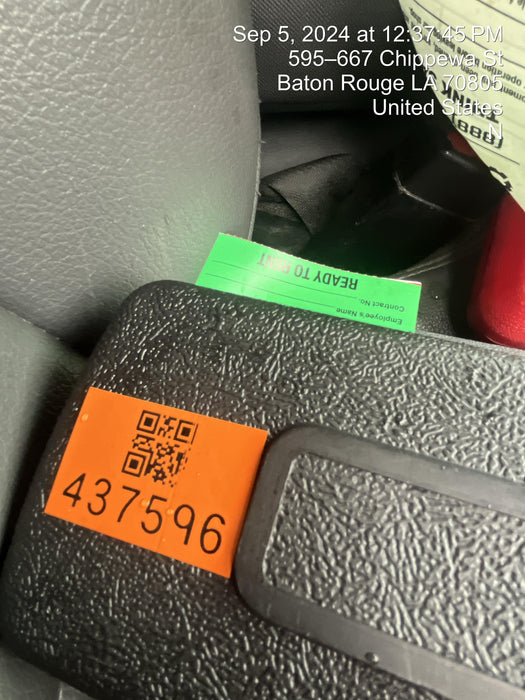 Sep 5, 2024 at 12:37:45 PM
595–667 Chippewa St
Baton Rouge LA 70805
United States
N
(888)
READY TO RENT
Contract No.
Employee's Name
437596